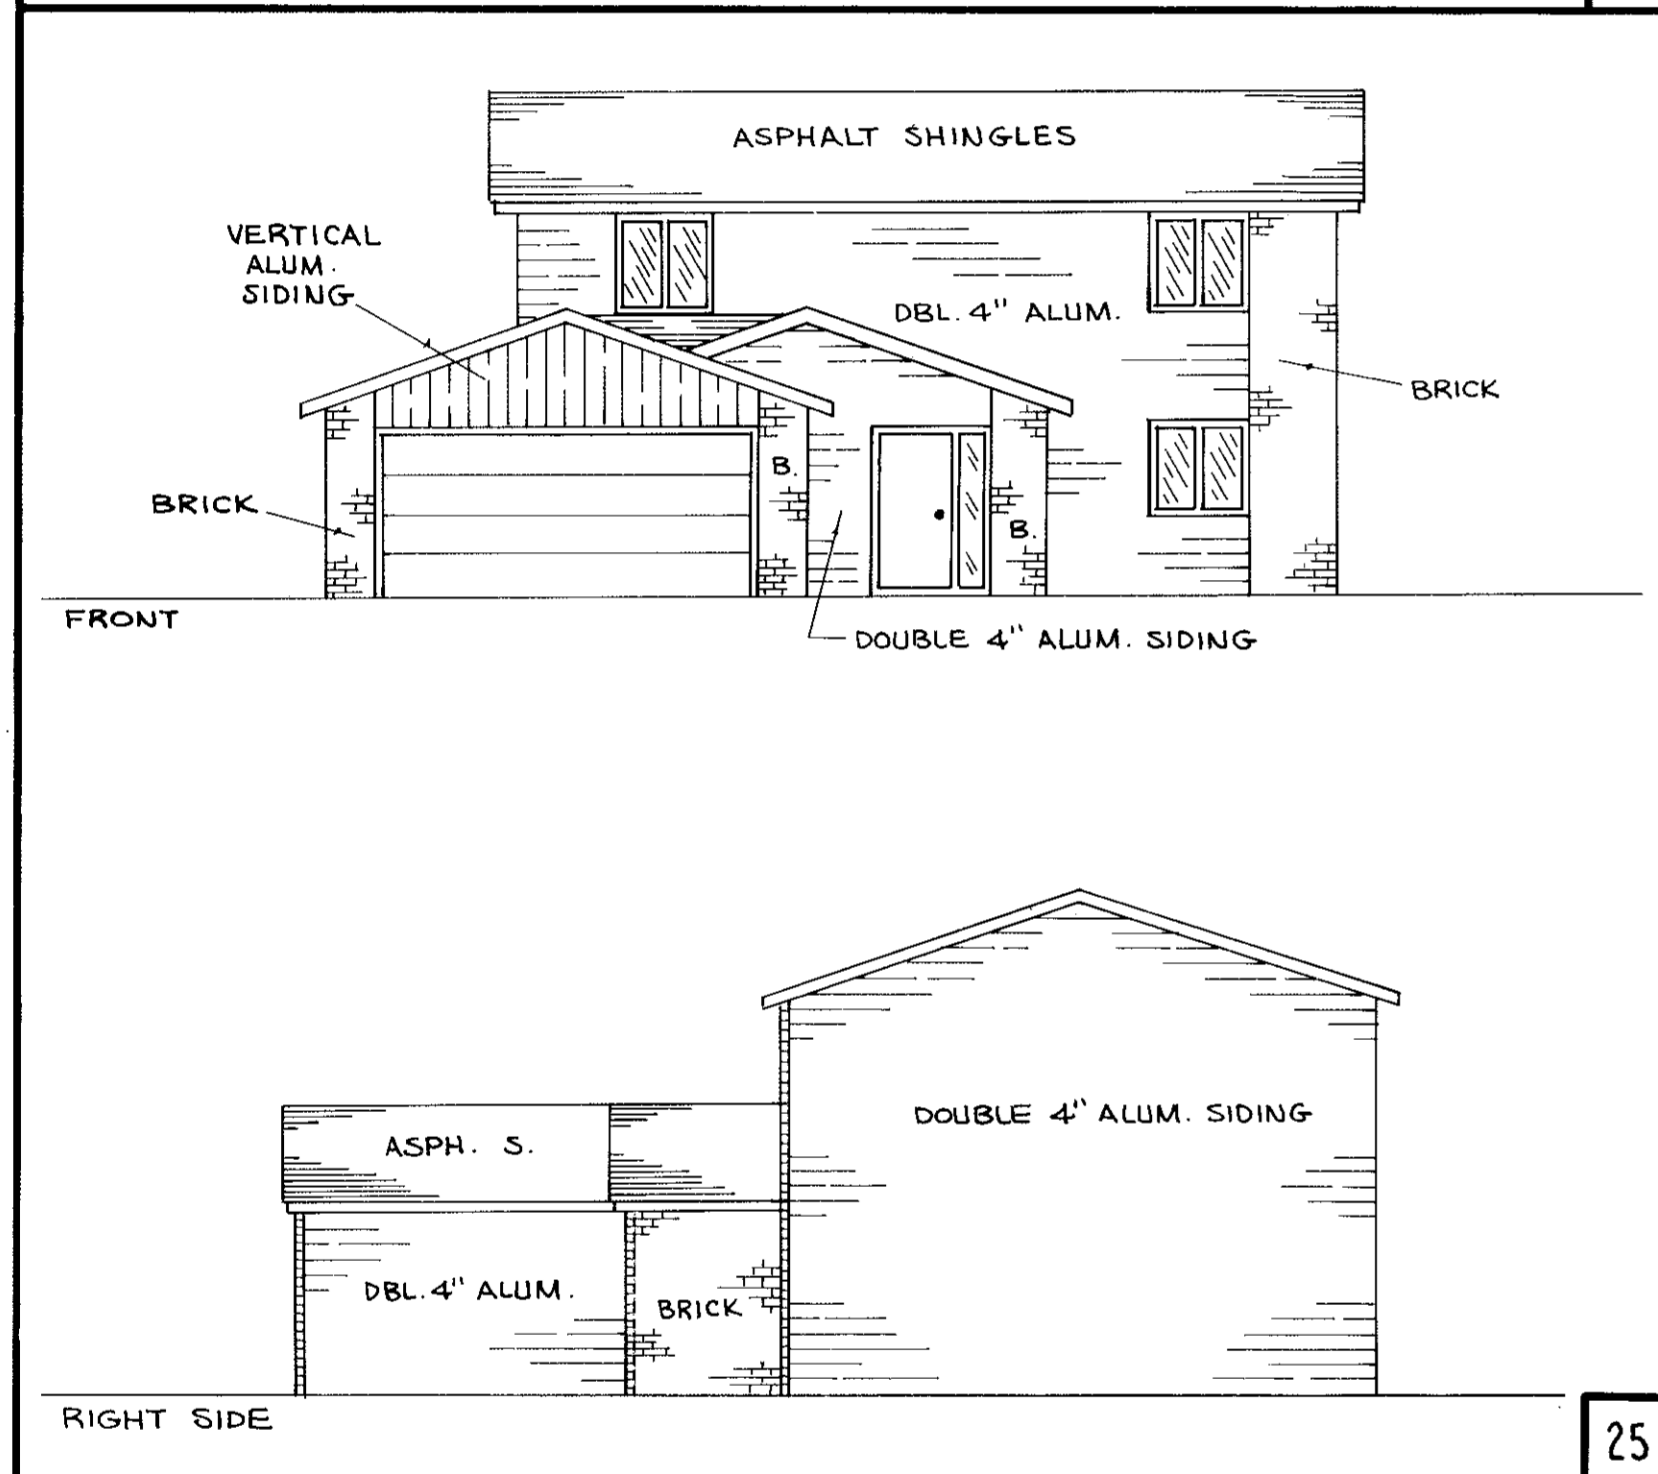 ASPHALT SHINGLES
VERTICAL
ALUM.
SIDING
DBL. 4" ALUM.
BRICK
B.
BRICK
B.
FRONT
DOUBLE 4" ALUM. SIDING
DOUBLE 4" ALUM. SIDING
ASPH. S.
DBL. 4" ALUM.
BRICK
RIGHT SIDE
25